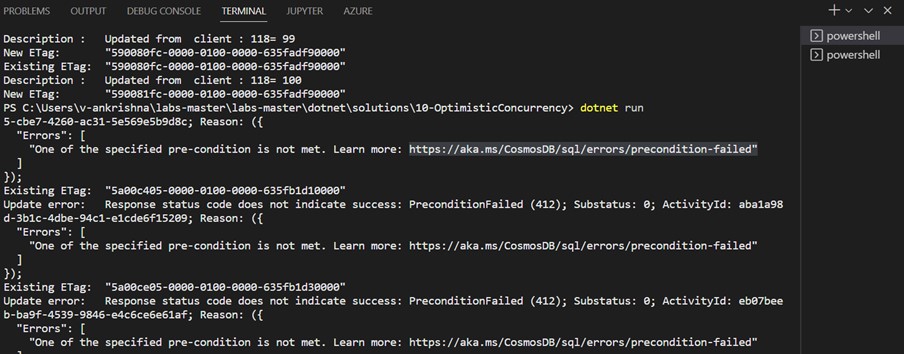 PROBLEMS OUTPUT DEBUG CONSOLE TERMINAL JUPYTER AZURE
powershell
powershell
Description :   Updated from  client : 118= 99
New ETag:       "590080fc-0000-0100-0000-635fadf90000"
Existing ETag:  "590080fc-0000-0100-0000-635fadf90000"
Description :   Updated from  client : 118= 100
New ETag:       "590081fc-0000-0100-0000-635fadf90000"
PS C:\Users\v-ankrishna\labs-master\labs-master\dotnet\solutions\10-OptimisticConcurrency> dotnet run
5-cbe7-4260-ac31-5e569e5b9d8c; Reason: ({
  "Errors": [
    "One of the specified pre-condition is not met. Learn more: https://aka.ms/CosmosDB/sql/errors/precondition-failed"
  ]
});
Existing ETag:  "5a00c405-0000-0100-0000-635fb1d10000"
Update error:   Response status code does not indicate success: PreconditionFailed (412); Substatus: 0; ActivityId: aba1a98
d-3b1c-4dbe-94c1-e1cde6f15209; Reason: ({
  "Errors": [
    "One of the specified pre-condition is not met. Learn more: https://aka.ms/CosmosDB/sql/errors/precondition-failed"
  ]
});
Existing ETag:  "5a00ce05-0000-0100-0000-635fb1d30000"
Update error:   Response status code does not indicate success: PreconditionFailed (412); Substatus: 0; ActivityId: eb07bee
b-ba9f-4539-9846-e4c6ce6e61af; Reason: ({
  "Errors": [
    "One of the specified pre-condition is not met. Learn more: https://aka.ms/CosmosDB/sql/errors/precondition-failed"
  ]